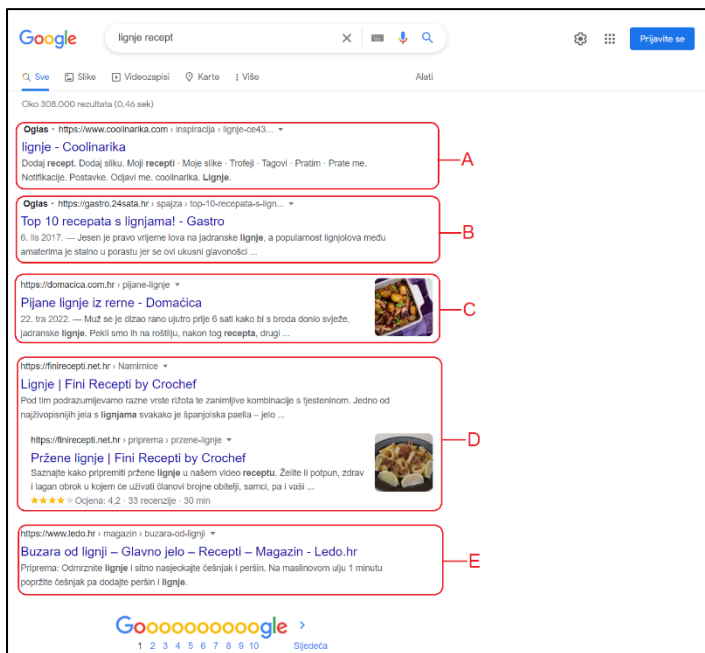 Google
lignje recept
Prijavite se
Sve Slike Videozapisi Karte Više Alati
Oko 308.000 rezultata (0,46 sek)
Oglas · https://www.coolinarika.com › inspiracija › lignje-ce43...
lignje - Coolinarika
Dodaj recept. Dodaj sliku. Moji recepti · Moje slike · Trofeji · Tagovi · Pratim · Prate me.
Notifikacije. Postavke. Odjavi me. coolinarika. Lignje.
A
Oglas · https://gastro.24sata.hr › spajza › top-10-recepata-s-lign...
Top 10 recepata s lignjama! - Gastro
6. lis 2017. — Jesen je pravo vrijeme lova na jadranske lignje, a popularnost lignjolova među
amaterima je stalno u porastu jer se ovi ukusni glavonošci ...
B
https://domacica.com.hr › pijane-lignje
Pijane lignje iz rerne - Domaćica
22. tra 2022. — Muž se je dizao rano ujutro prije 6 sati kako bi s broda donio svježe,
jadranske lignje. Pekli smo ih na roštilju, nakon tog recepta, drugi ...
C
https://finirecepti.net.hr › Namirnice
Lignje | Fini Recepti by Crochef
Pod tim podrazumijevamo razne vrste rižota te zanimljive kombinacije s tjesteninom. Jedno od
najživopisnijih jela s lignjama svakako je španjolska paella – jelo ...
https://finirecepti.net.hr › priprema › przene-lignje
Pržene lignje | Fini Recepti by Crochef
Saznajte kako pripremiti pržene lignje u našem video receptu. Želite li potpun, zdrav
i lagan obrok u kojem će uživati članovi brojne obitelji, samci, pa i vaši ...
Ocjena: 4,2 · 33 recenzije · 30 min
D
https://www.ledo.hr › magazin › buzara-od-lignji
Buzara od lignji – Glavno jelo – Recepti – Magazin - Ledo.hr
Priprema: Odmrznite lignje i sitno nasjeckajte češnjak i peršin. Na maslinovom ulju 1 minutu
popržite češnjak pa dodajte peršin i lignje.
E
Goooooooooogle
1 2 3 4 5 6 7 8 9 10 Sljedeća